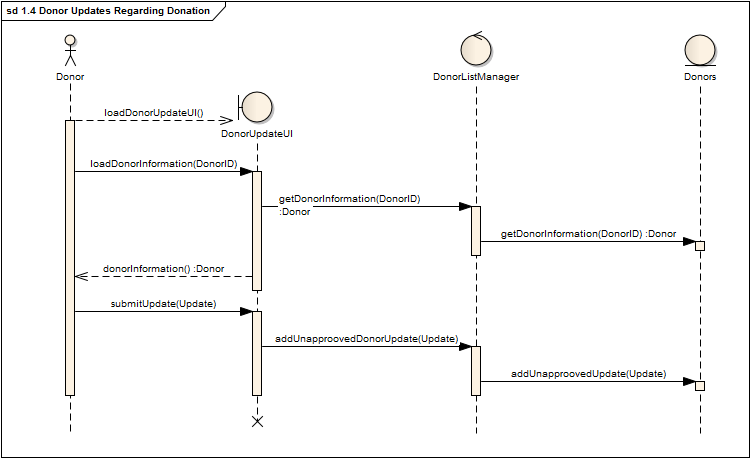 sd 1.4 Donor Updates Regarding Donation
Donor
DonorListManager
Donors
loadDonorUpdateUI()
DonorUpdateUI
loadDonorInformation(DonorID)
getDonorInformation(DonorID)
:Donor
getDonorInformation(DonorID) :Donor
donorInformation() :Donor
submitUpdate(Update)
addUnapproovedDonorUpdate(Update)
addUnapproovedUpdate(Update)